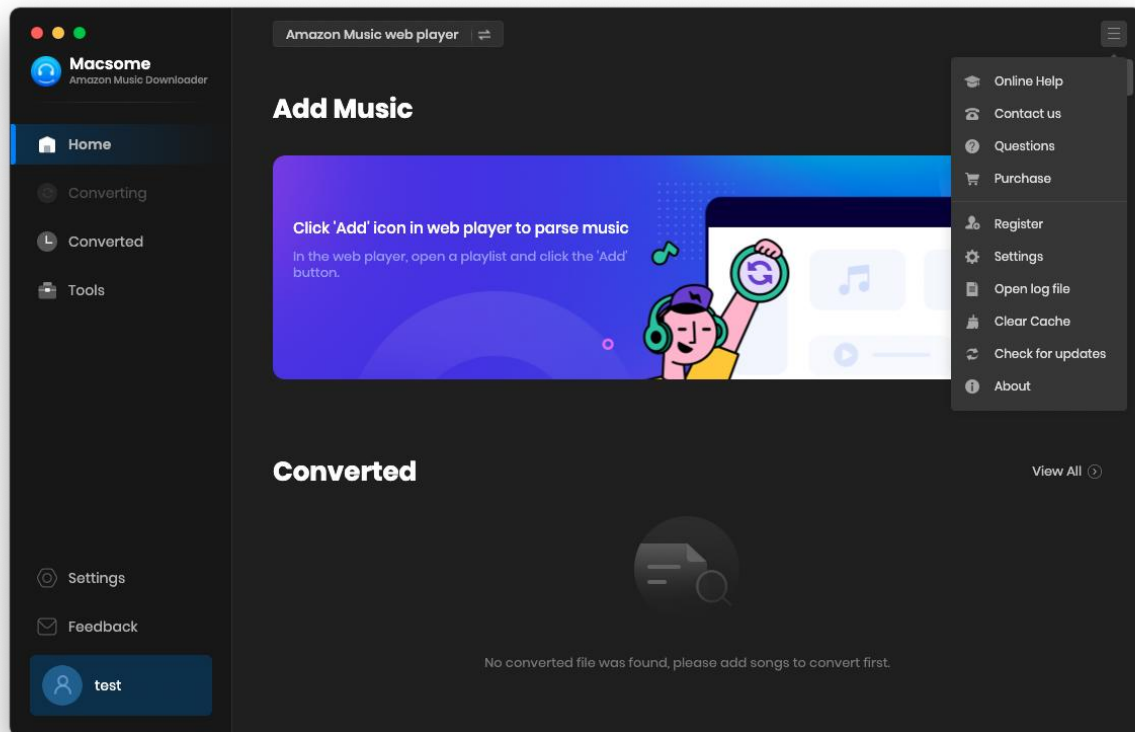 Macsome
Amazon Music Downloader
Home
Converting
Converted
Tools
Settings
Feedback
test
Amazon Music web player
Add Music
Click 'Add' icon in web player to parse music
In the web player, open a playlist and click the 'Add'
button.
Converted
View All
No converted file was found, please add songs to convert first.
Online Help
Contact us
Questions
Purchase
Register
Settings
Open log file
Clear Cache
Check for updates
About